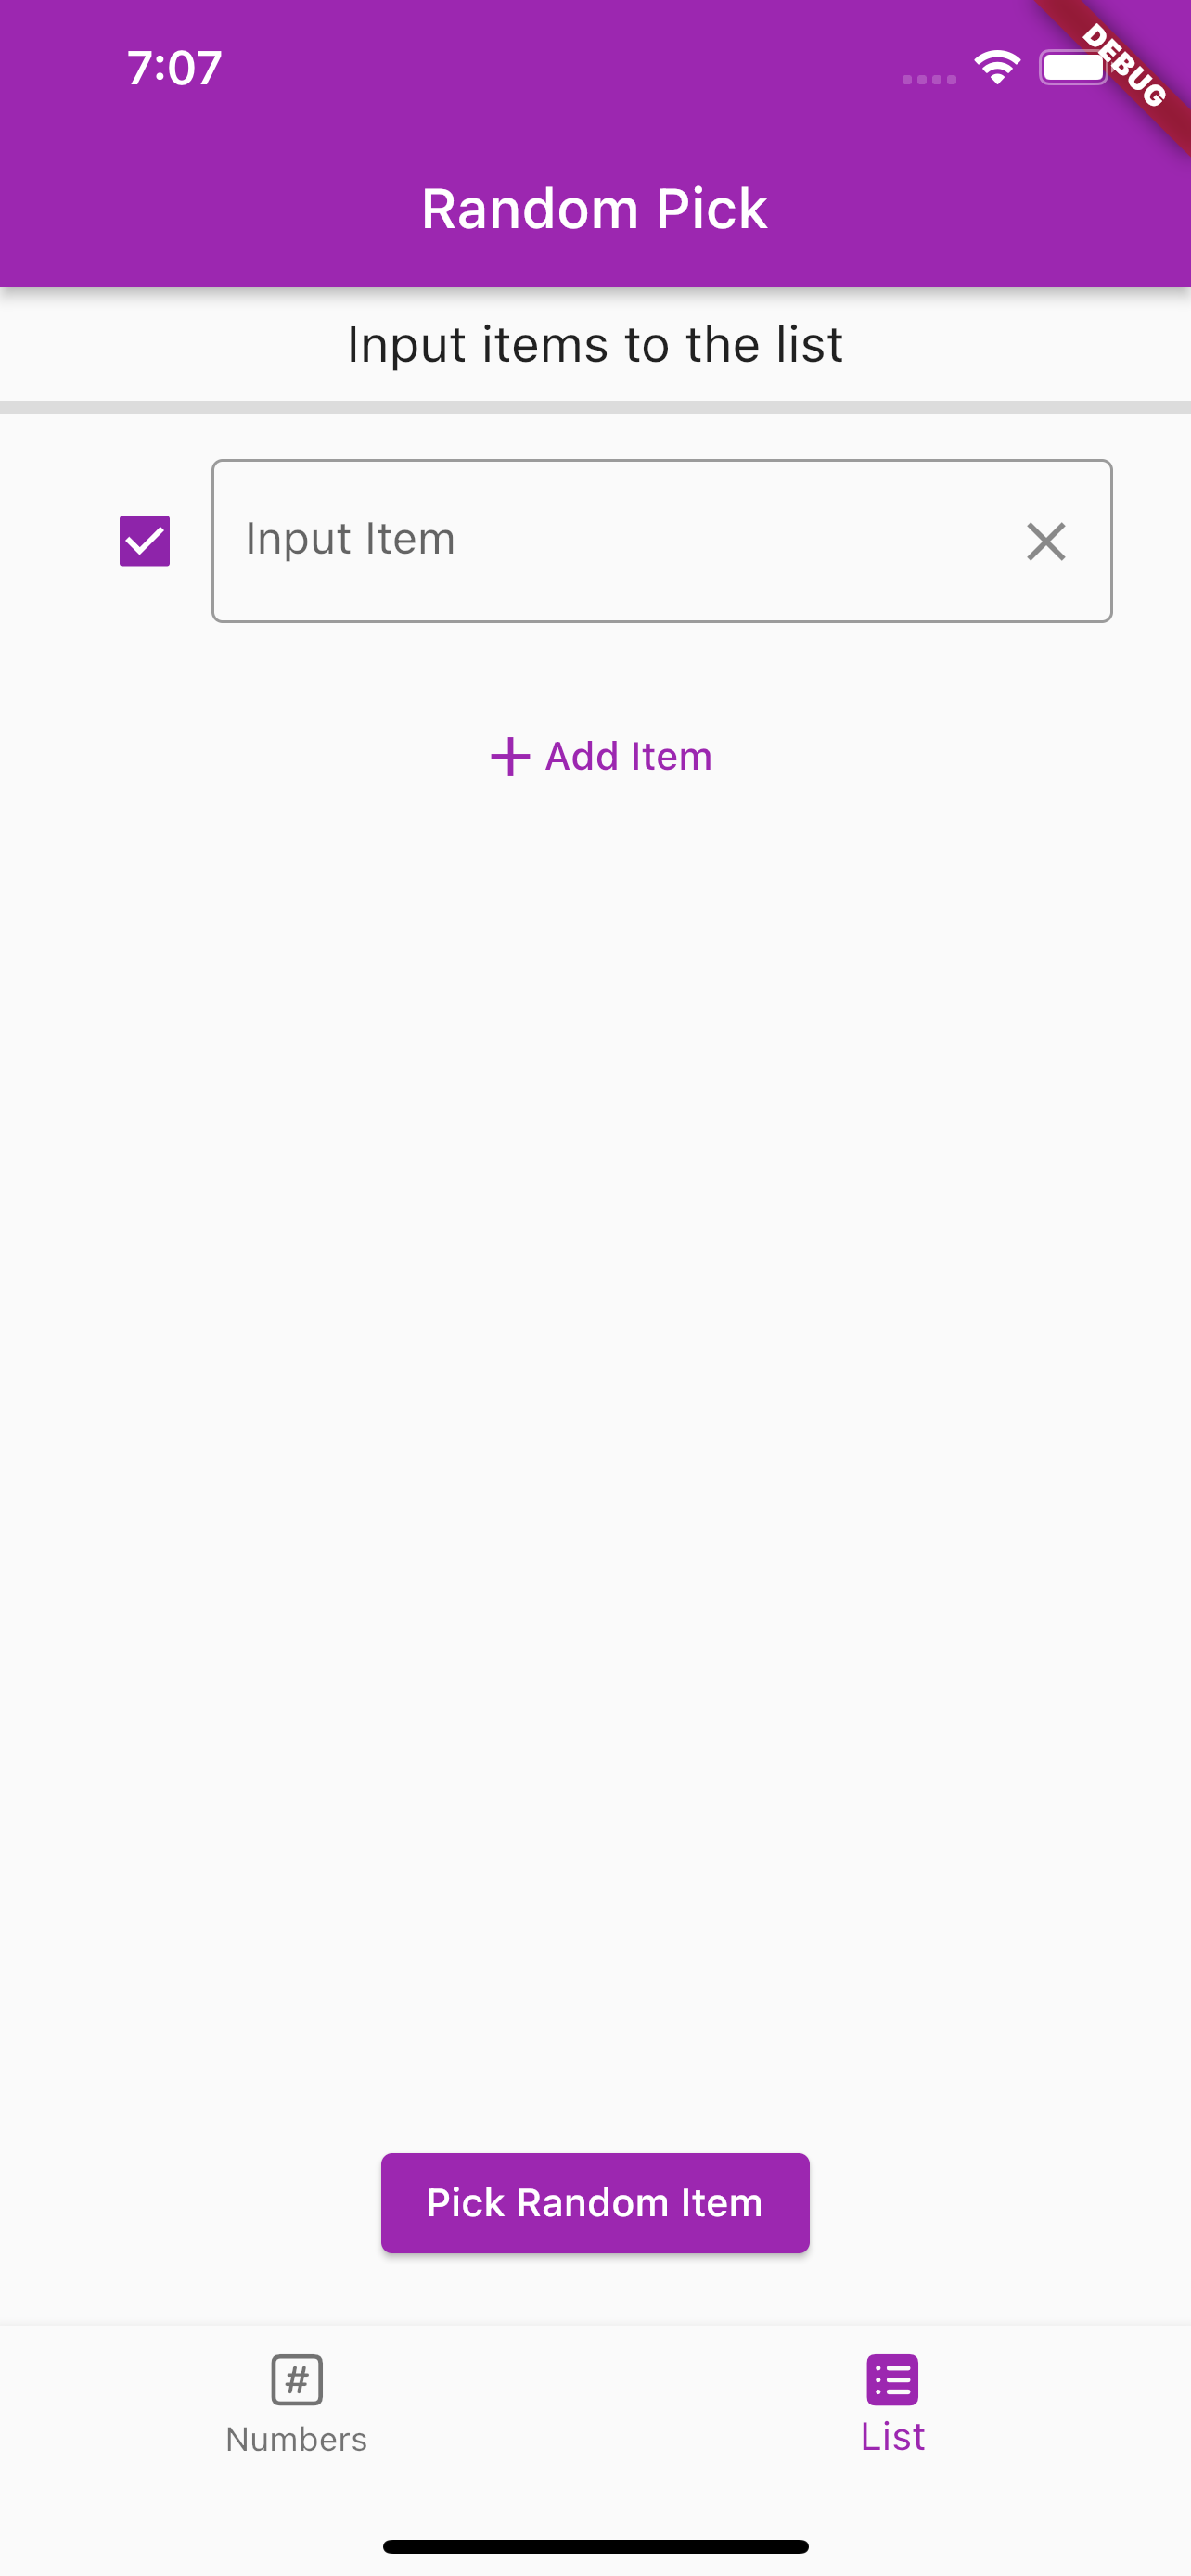 7:07
DEBUG
Random Pick
Input items to the list
Input Item
Add Item
Pick Random Item
#
Numbers
List